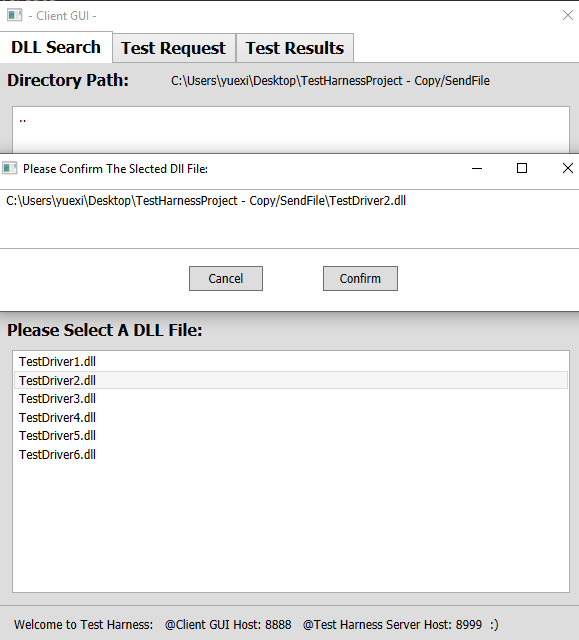 - Client GUI -
DLL Search
Test Request
Test Results
Directory Path:
C:\Users\yuexi\Desktop\TestHarnessProject - Copy/SendFile
..
Please Confirm The Slected Dll File:
C:\Users\yuexi\Desktop\TestHarnessProject - Copy/SendFile\TestDriver2.dll
Cancel
Confirm
Please Select A DLL File:
TestDriver1.dll
TestDriver2.dll
TestDriver3.dll
TestDriver4.dll
TestDriver5.dll
TestDriver6.dll
Welcome to Test Harness: @Client GUI Host: 8888 @Test Harness Server Host: 8999 :)